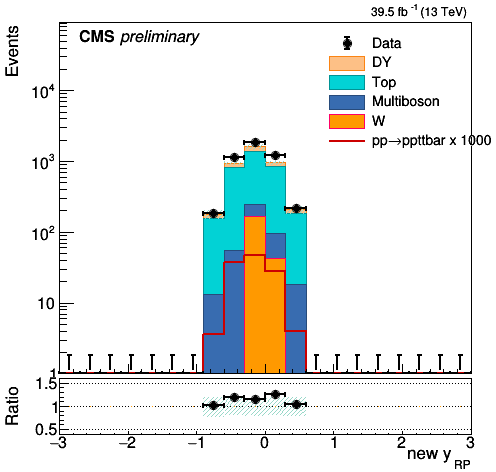 39.5 fb⁻¹ (13 TeV)
CMS preliminary
Events
Data
DY
Top
Multiboson
W
pp→ppttbar x 1000
10⁴
10³
10²
10
1
Ratio
1.5
1
0.5
−3 −2 −1 0 1 2 3
new y_RP